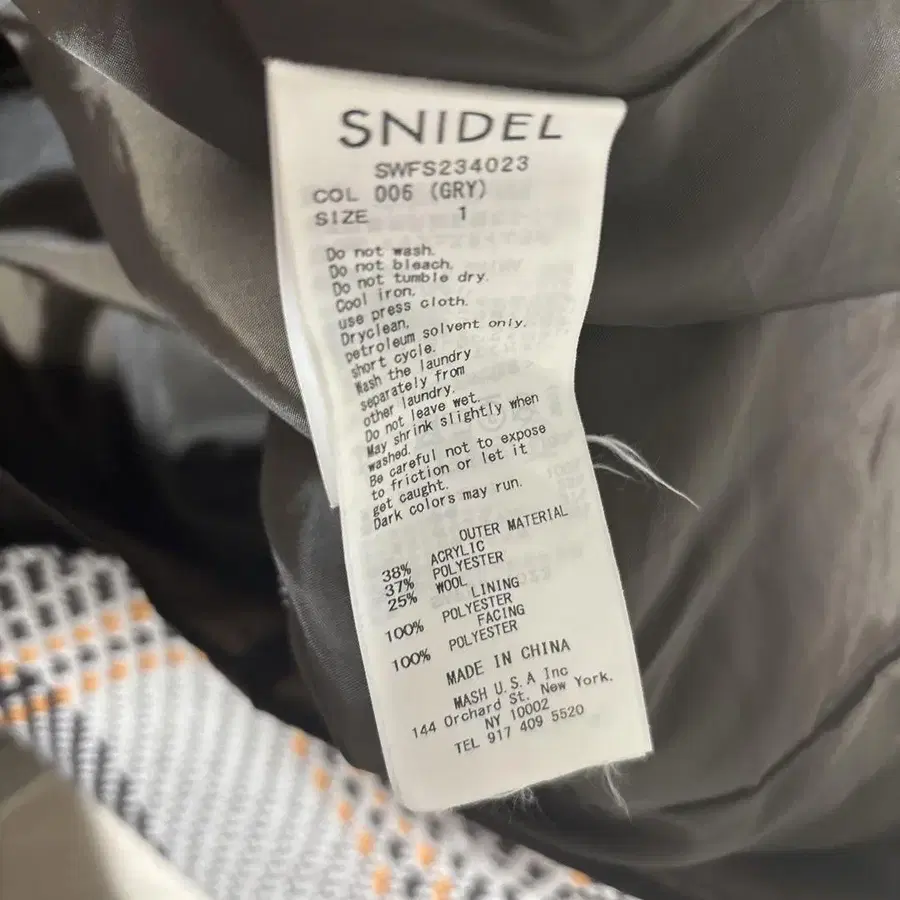 SNIDEL
SWFS234023
COL 006 (GRY)
SIZE 1
Do not wash.
Do not bleach.
Do not tumble dry.
Cool iron.
use press cloth.
Dryclean,
petroleum solvent only.
short cycle.
Wash the laundry
separately from
other laundry.
Do not leave wet.
May shrink slightly when
washed.
Be careful not to expose
to friction or let it
get caught.
Dark colors may run.
OUTER MATERIAL
38% ACRYLIC
37% POLYESTER
25% WOOL
LINING
100% POLYESTER
FACING
100% POLYESTER
MADE IN CHINA
MASH U.S.A Inc
144 Orchard St. New York.
NY 10002
TEL 917 409 5520